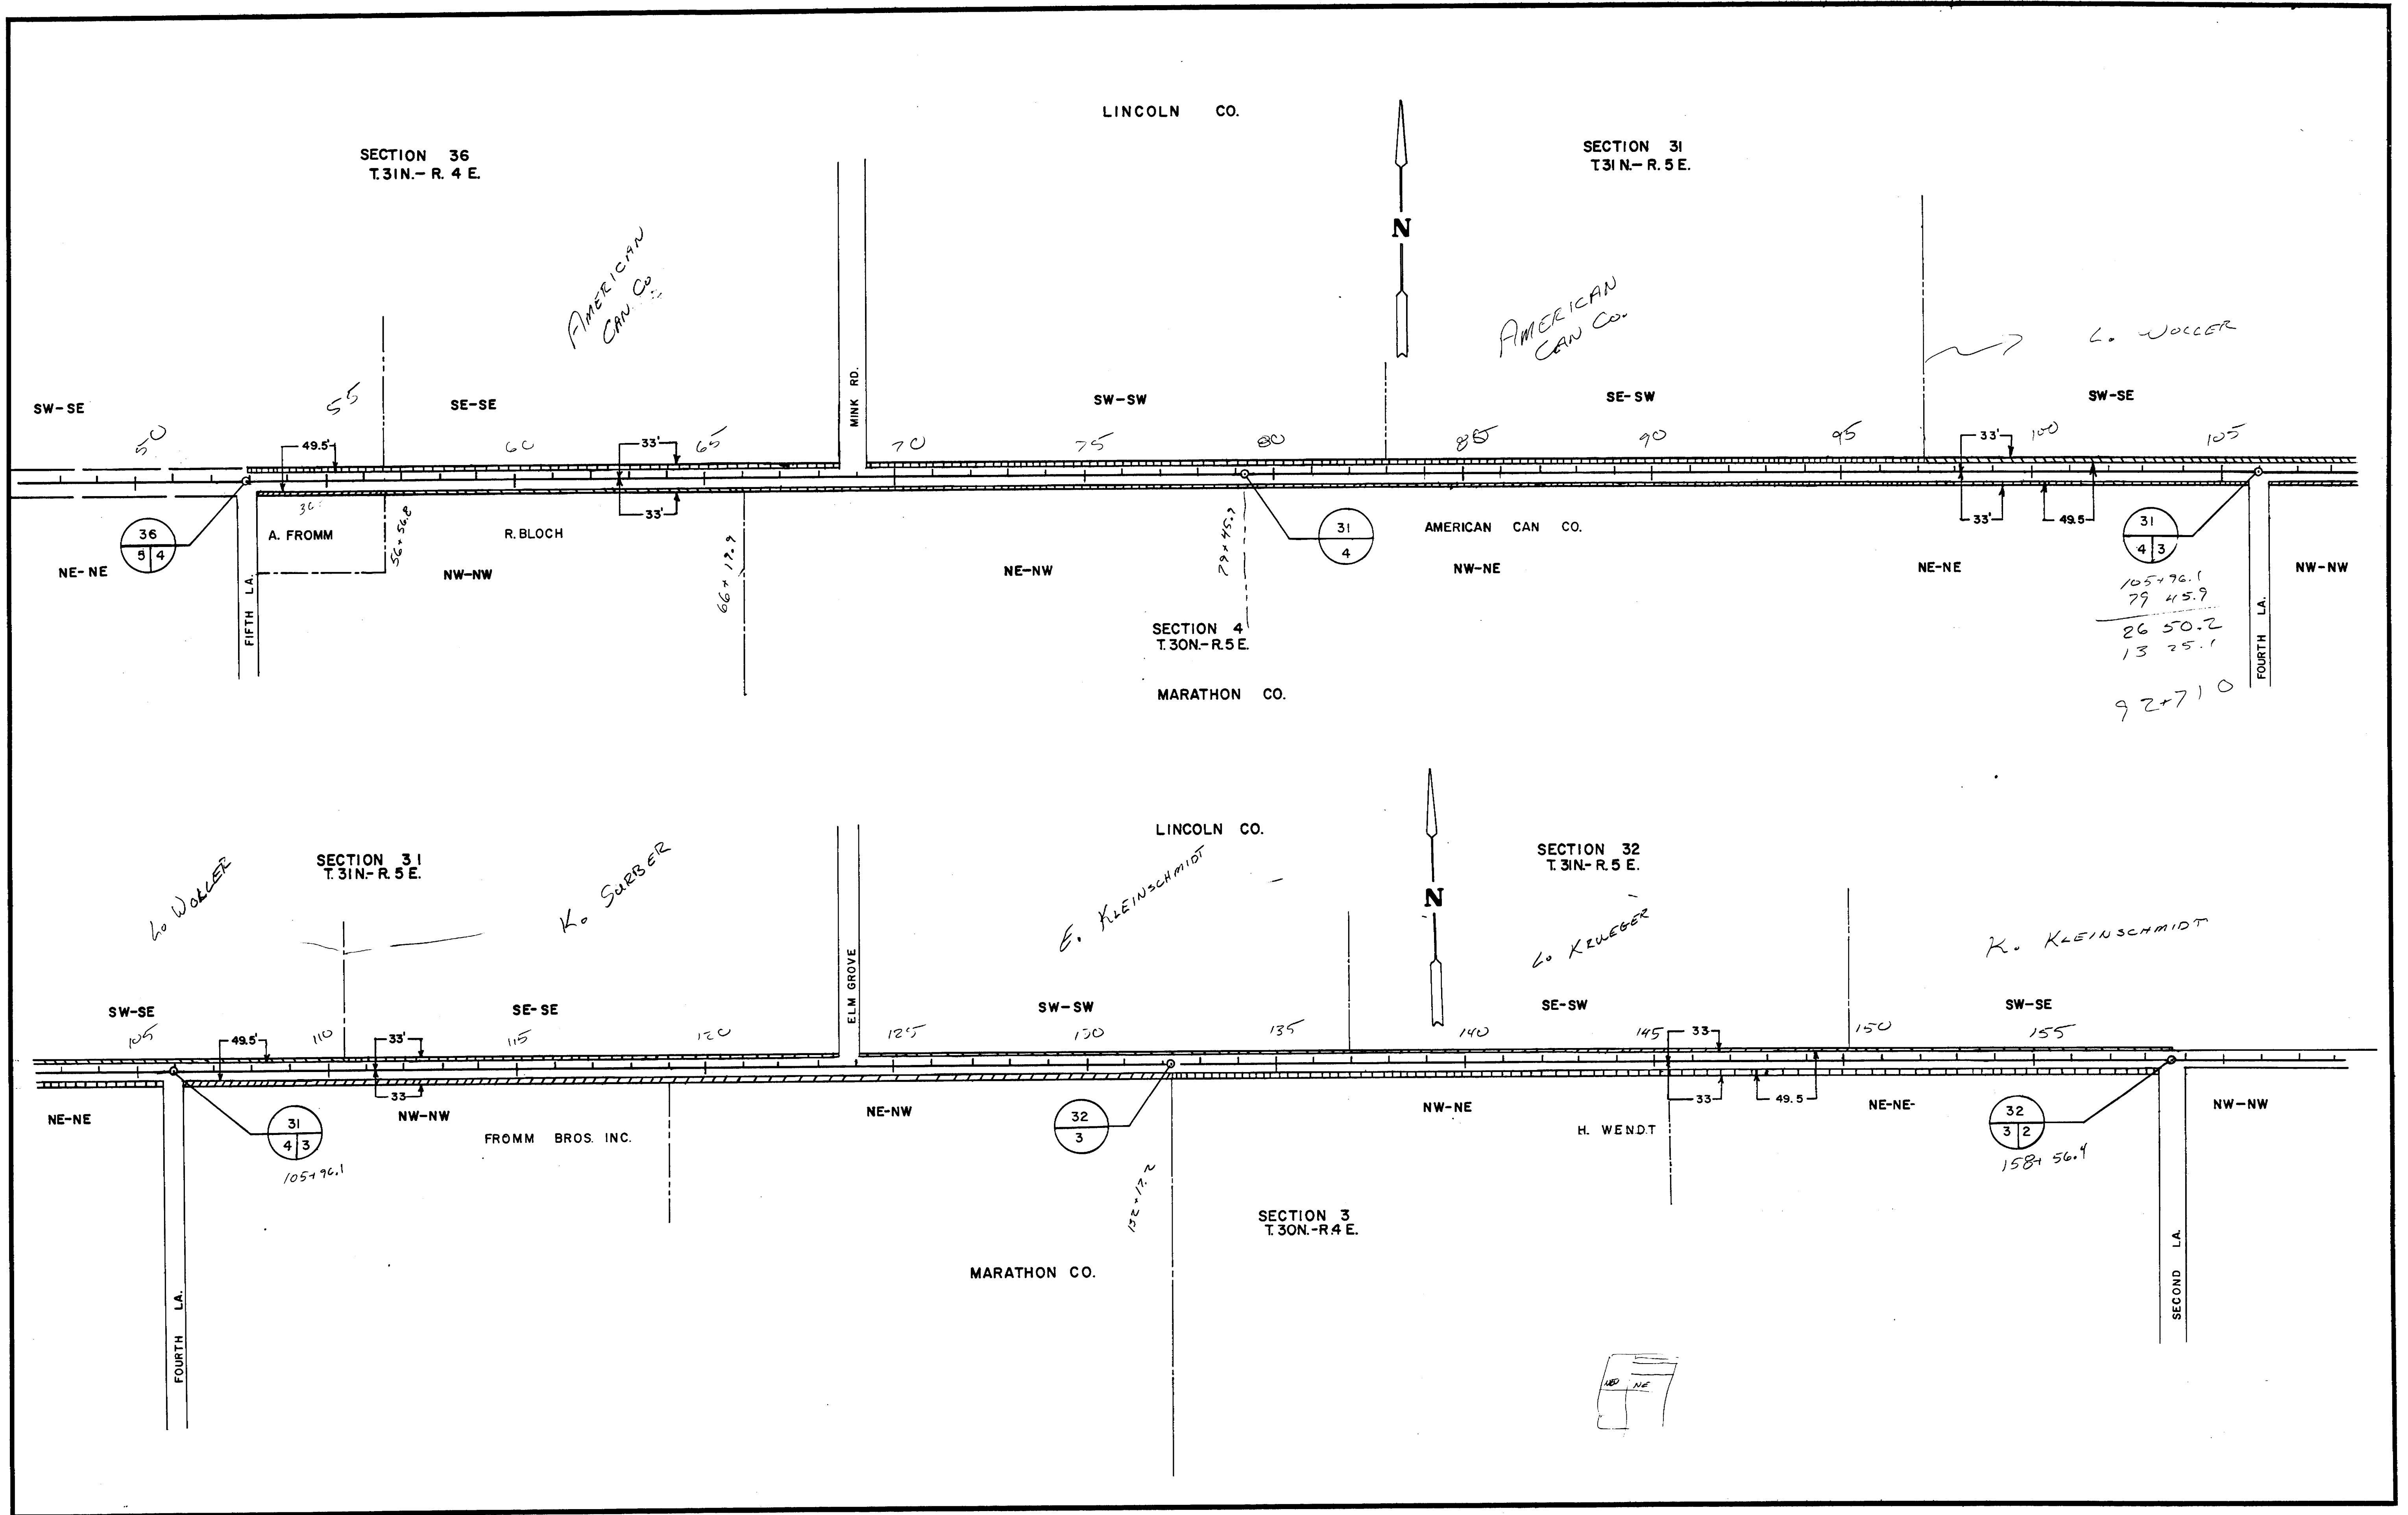 LINCOLN CO.
SECTION 36
T.31N.-R. 4 E.
SECTION 31
T.31N.-R. 5 E.
N
AMERICAN
CAN. Co
AMERICAN
CAN Co.
L. WOLLER
MINK RD.
SW-SE
55
SE-SE
SW-SW
SE-SW
SW-SE
50
60
65
70
75
80
85
90
95
100
105
49.5'
33'
33'
33'
33'
49.5
36
5 4
A. FROMM
56+56.8
R. BLOCH
66+19.9
79+45.9
31
4
AMERICAN CAN CO.
31
4 3
NE-NE
FIFTH LA.
NW-NW
NE-NW
NW-NE
NE-NE
NW-NW
105+96.1
79 45.9
26 50.2
13 25.1
92+71 0
FOURTH LA.
SECTION 4
T.30N.-R.5 E.
MARATHON CO.
LINCOLN CO.
SECTION 31
T.31N.-R.5 E.
SECTION 32
T.31N.-R.5 E.
N
L. WOLLER
K. SURBER
E. KLEINSCHMIDT
L. KRUEGER
K. KLEINSCHMIDT
ELM GROVE
SW-SE
SE-SE
SW-SW
SE-SW
SW-SE
105
110
115
120
125
130
135
140
145
150
155
49.5'
33'
33
33
33
49.5
NE-NE
31
4 3
105+96.1
NW-NW
FROMM BROS. INC.
NE-NW
32
3
132+17.2
NW-NE
H. WENDT
NE-NE-
32
3 2
158+56.4
NW-NW
SECTION 3
T.30N.-R.4 E.
MARATHON CO.
FOURTH LA.
SECOND LA.
NE